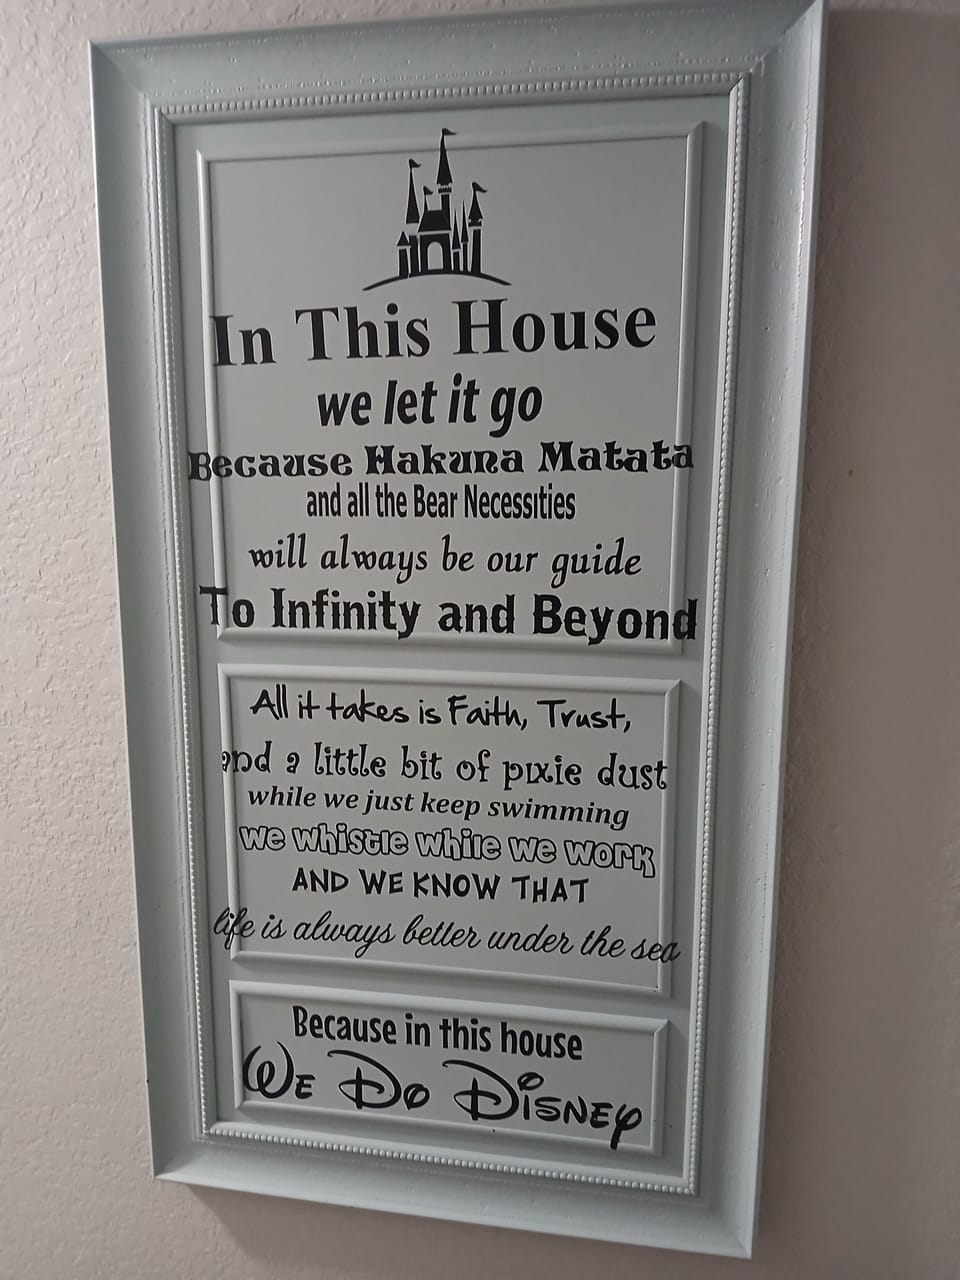 In This House
we let it go
Because Hakuna Matata
and all the Bear Necessities
will always be our guide
To Infinity and Beyond
All it takes is Faith, Trust,
and a little bit of pixie dust
while we just keep swimming
we whistle while we work
AND WE KNOW THAT
life is always better under the sea
Because in this house
We Do Disney